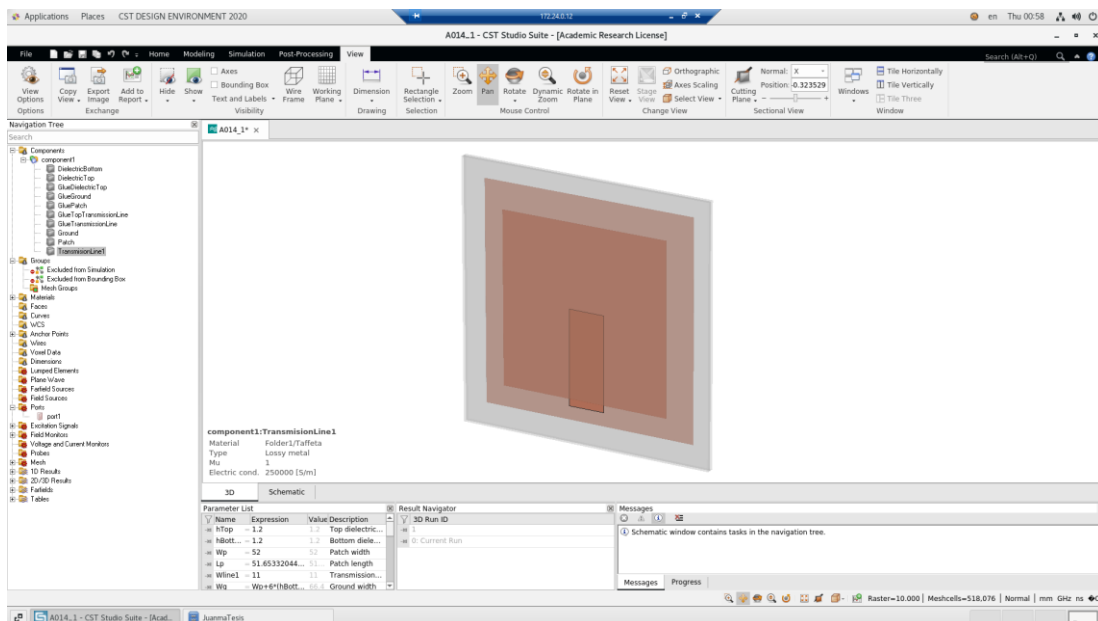 Applications Places CST DESIGN ENVIRONMENT 2020
172.24.0.12
en Thu 00:58
A014_1 - CST Studio Suite - [Academic Research License]
File Home Modeling Simulation Post-Processing View
Search (Alt+Q)
View Options
Copy View
Export Image
Add to Report
Hide
Show
Axes
Bounding Box
Text and Labels
Wire Frame
Working Plane
Dimension
Rectangle Selection
Zoom
Pan
Rotate
Dynamic Zoom
Rotate in Plane
Reset View
Stage View
Orthographic
Axes Scaling
Select View
Cutting Plane
Normal: X
Position: -0.323529
Windows
Tile Horizontally
Tile Vertically
Tile Three
Options Exchange Visibility Drawing Selection Mouse Control Change View Sectional View Window
Navigation Tree
Search
A014_1*
Components
component1
DielectricBottom
DielectricTop
GlueDielectricTop
GlueGround
GluePatch
GlueTopTransmissionLine
GlueTransmissionLine
Ground
Patch
TransmisionLine1
Groups
Excluded from Simulation
Excluded from Bounding Box
Mesh Groups
Materials
Faces
Curves
WCS
Anchor Points
Wires
Voxel Data
Dimensions
Lumped Elements
Plane Wave
Farfield Sources
Field Sources
Ports
port1
Excitation Signals
Field Monitors
Voltage and Current Monitors
Probes
Mesh
1D Results
2D/3D Results
Farfields
Tables
component1:TransmisionLine1
Material Folder1/Taffeta
Type Lossy metal
Mu 1
Electric cond. 250000 [S/m]
3D Schematic
Parameter List
Name Expression Value Description
hTop = 1.2 1.2 Top dielectric...
hBott... = 1.2 1.2 Bottom diele...
Wp = 52 52 Patch width
Lp = 51.65332044... 51... Patch length
Wline1 = 11 11 Transmission...
Wg = Wp+6*(hBott... 66.4 Ground width
Result Navigator
3D Run ID
1
0: Current Run
Messages
Schematic window contains tasks in the navigation tree.
Messages Progress
Raster=10.000 Meshcells=518,076 Normal mm GHz ns
A014_1 - CST Studio Suite - [Acad... JuanmaTesis